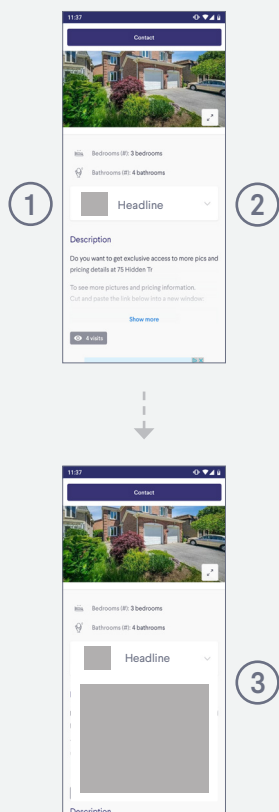 11:37
Contact
Bedrooms (#): 3 bedrooms
Bathrooms (#): 4 bathrooms
1
Headline
2
Description
Do you want to get exclusive access to more pics and
pricing details at 75 Hidden Tr
To see more pictures and pricing information.
Cut and paste the link below into a new window.
Show more
4 visits
11:37
Contact
Bedrooms (#): 3 bedrooms
Bathrooms (#): 4 bathrooms
Headline
3
Description